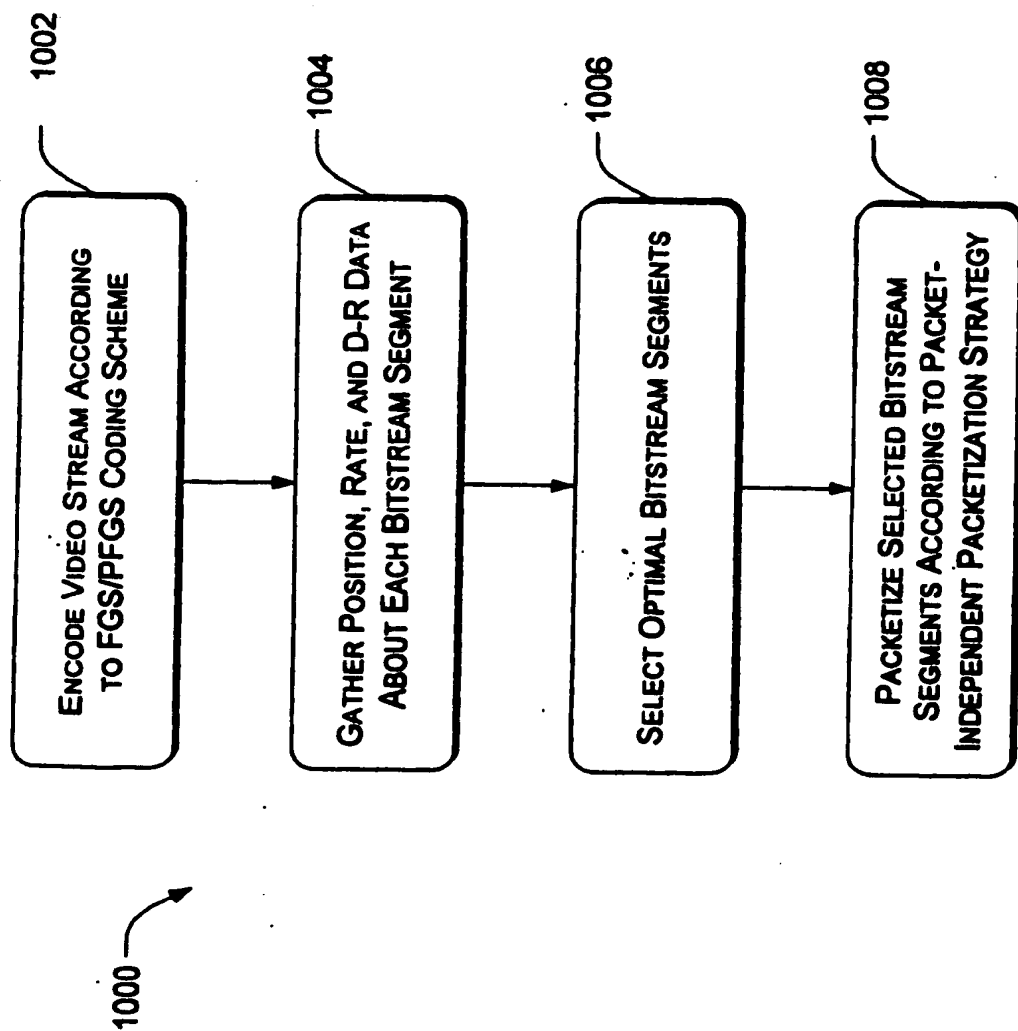 1000
1002
ENCODE VIDEO STREAM ACCORDING
TO FGS/PFGS CODING SCHEME
1004
GATHER POSITION, RATE, AND D-R DATA
ABOUT EACH BITSTREAM SEGMENT
1006
SELECT OPTIMAL BITSTREAM SEGMENTS
1008
PACKETIZE SELECTED BITSTREAM
SEGMENTS ACCORDING TO PACKET-
INDEPENDENT PACKETIZATION STRATEGY